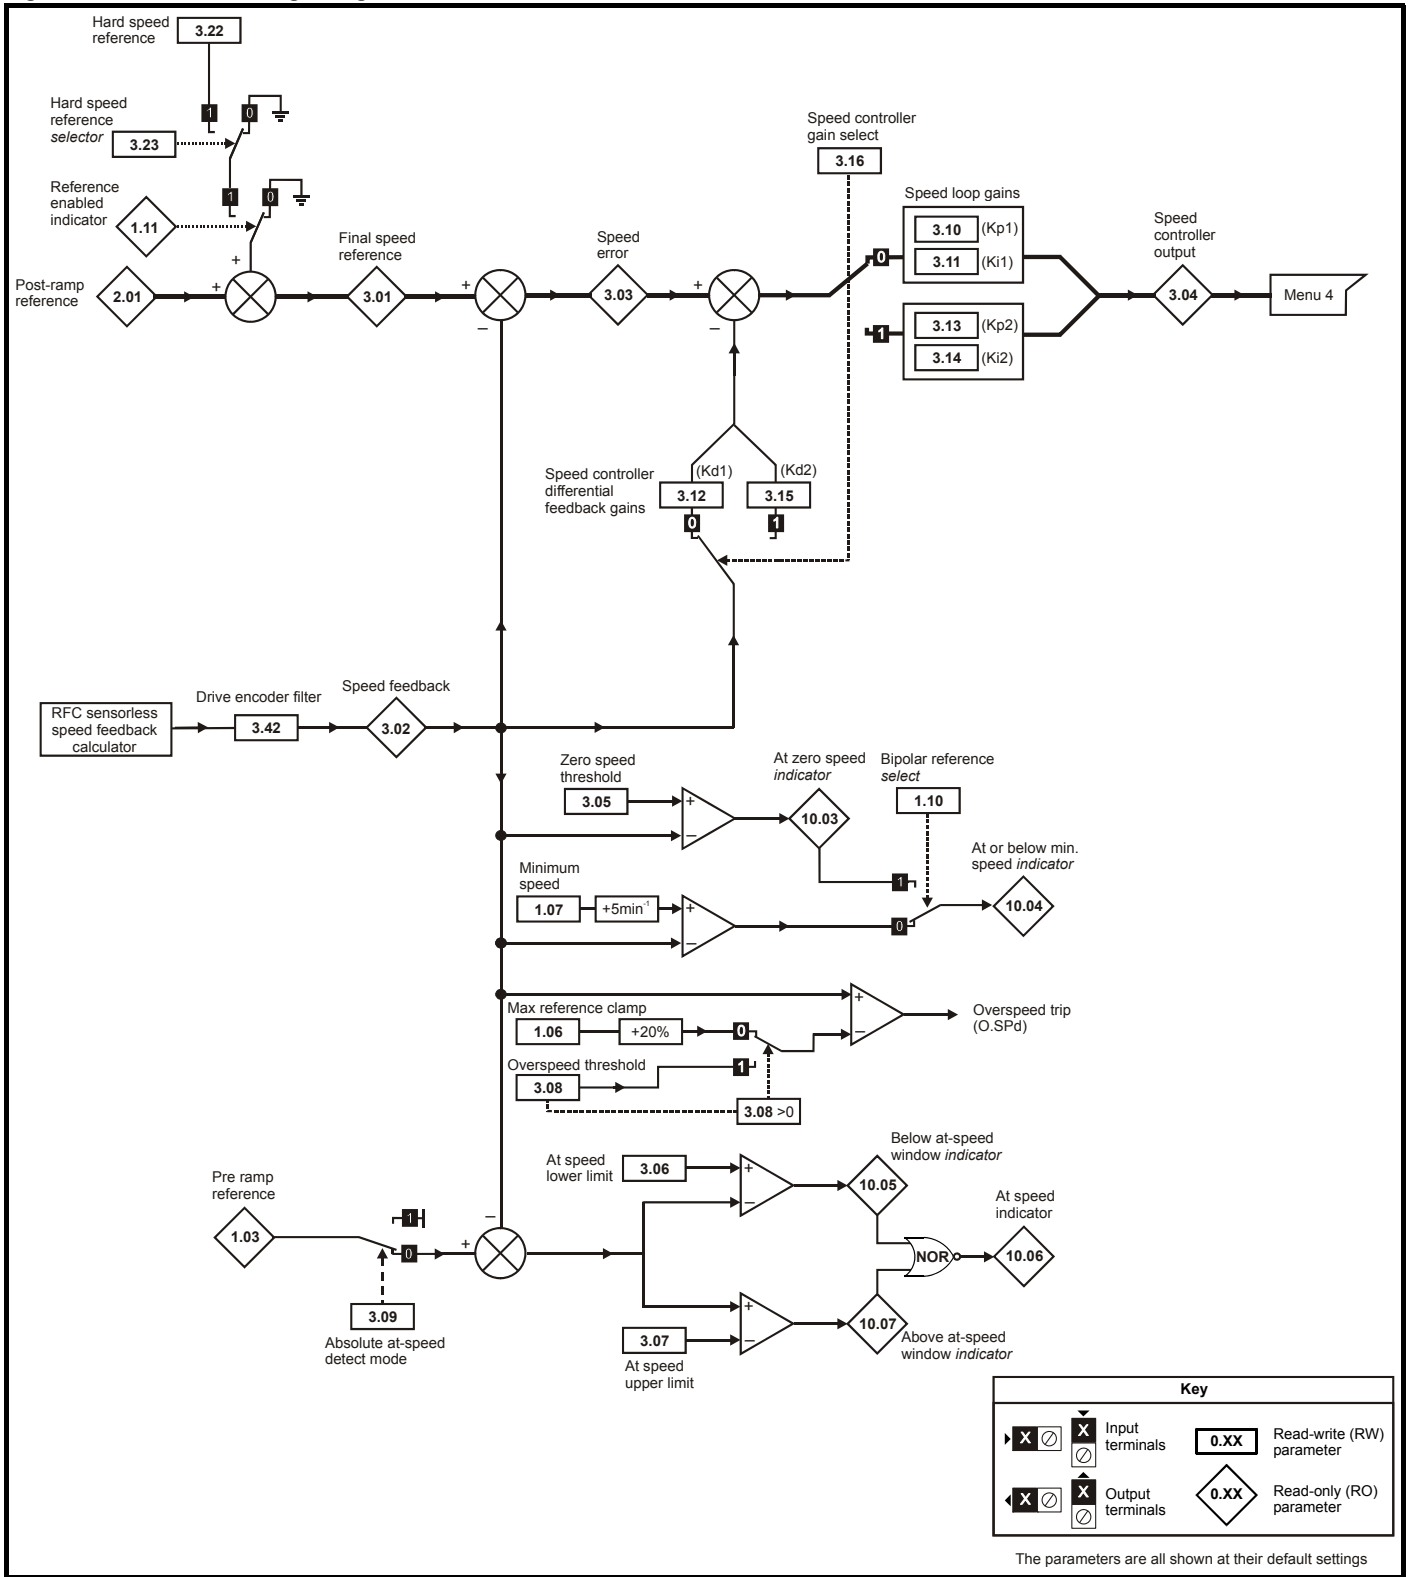 Hard speed
reference
3.22
1
0
Hard speed
reference
selector
3.23
Speed controller
gain select
3.16
1
0
Reference
enabled
indicator
1.11
+
Speed loop gains
3.10 (Kp1)
3.11 (Ki1)
0
Post-ramp
reference
2.01
+
Final speed
reference
3.01
+
–
Speed
error
3.03
+
–
1
3.13 (Kp2)
3.14 (Ki2)
Speed
controller
output
3.04
Menu 4
Speed controller
differential
feedback gains
(Kd1)
3.12
0
(Kd2)
3.15
1
RFC sensorless
speed feedback
calculator
Drive encoder filter
3.42
Speed feedback
3.02
Zero speed
threshold
3.05
+
–
At zero speed
indicator
10.03
Bipolar reference
select
1.10
1
0
At or below min.
speed indicator
10.04
Minimum
speed
1.07
+5min-1
+
–
Max reference clamp
1.06
+20%
0
+
–
Overspeed trip
(O.SPd)
Overspeed threshold
3.08
1
3.08 >0
Pre ramp
reference
1.03
1
0
+
–
3.09
Absolute at-speed
detect mode
At speed
lower limit
3.06
+
–
Below at-speed
window indicator
10.05
At speed
indicator
NOR
10.06
+
–
3.07
At speed
upper limit
10.07
Above at-speed
window indicator
Key
X
X
Input
terminals
0.XX
Read-write (RW)
parameter
X
X
Output
terminals
0.XX
Read-only (RO)
parameter
The parameters are all shown at their default settings